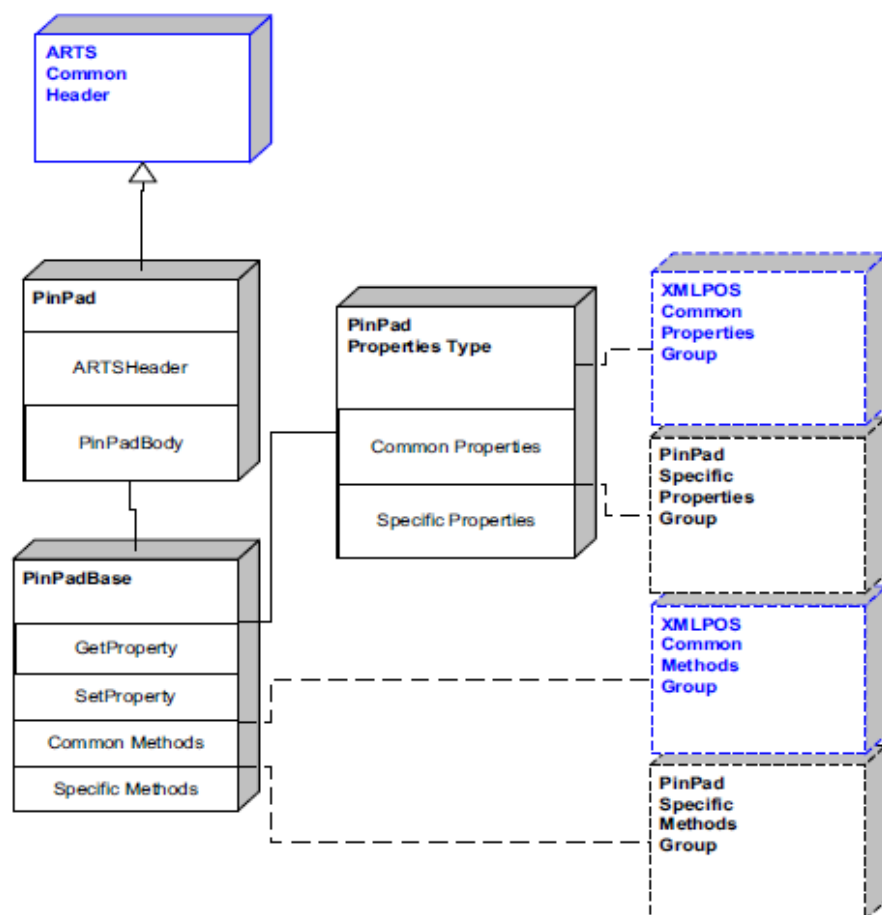 ARTS
Common
Header
PinPad
ARTSHeader
PinPadBody
PinPad
Properties Type
Common Properties
Specific Properties
XMLPOS
Common
Properties
Group
PinPad
Specific
Properties
Group
PinPadBase
GetProperty
SetProperty
Common Methods
Specific Methods
XMLPOS
Common
Methods
Group
PinPad
Specific
Methods
Group